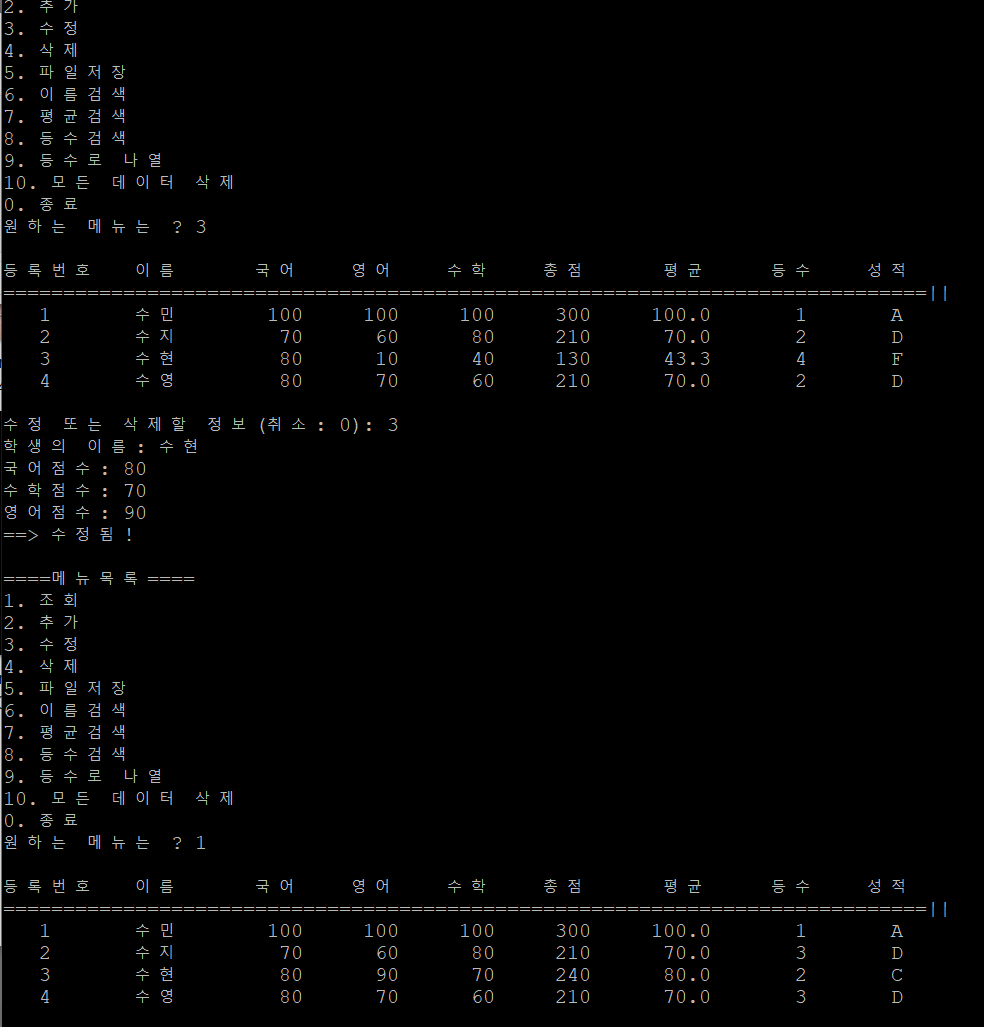 2. 추가
3. 수정
4. 삭제
5. 파일저장
6. 이름검색
7. 평균검색
8. 등수검색
9. 등수로 나열
10. 모든 데이터 삭제
0. 종료
원하는 메뉴는 ? 3
등록번호 이름 국어 영어 수학 총점 평균 등수 성적
=============================================================================||
1 수민 100 100 100 300 100.0 1 A
2 수지 70 60 80 210 70.0 2 D
3 수현 80 10 40 130 43.3 4 F
4 수영 80 70 60 210 70.0 2 D
수정 또는 삭제할 정보(취소: 0): 3
학생의 이름: 수현
국어점수: 80
수학점수: 70
영어점수: 90
==> 수정됨!
====메뉴목록====
1. 조회
2. 추가
3. 수정
4. 삭제
5. 파일저장
6. 이름검색
7. 평균검색
8. 등수검색
9. 등수로 나열
10. 모든 데이터 삭제
0. 종료
원하는 메뉴는 ? 1
등록번호 이름 국어 영어 수학 총점 평균 등수 성적
=============================================================================||
1 수민 100 100 100 300 100.0 1 A
2 수지 70 60 80 210 70.0 3 D
3 수현 80 90 70 240 80.0 2 C
4 수영 80 70 60 210 70.0 3 D